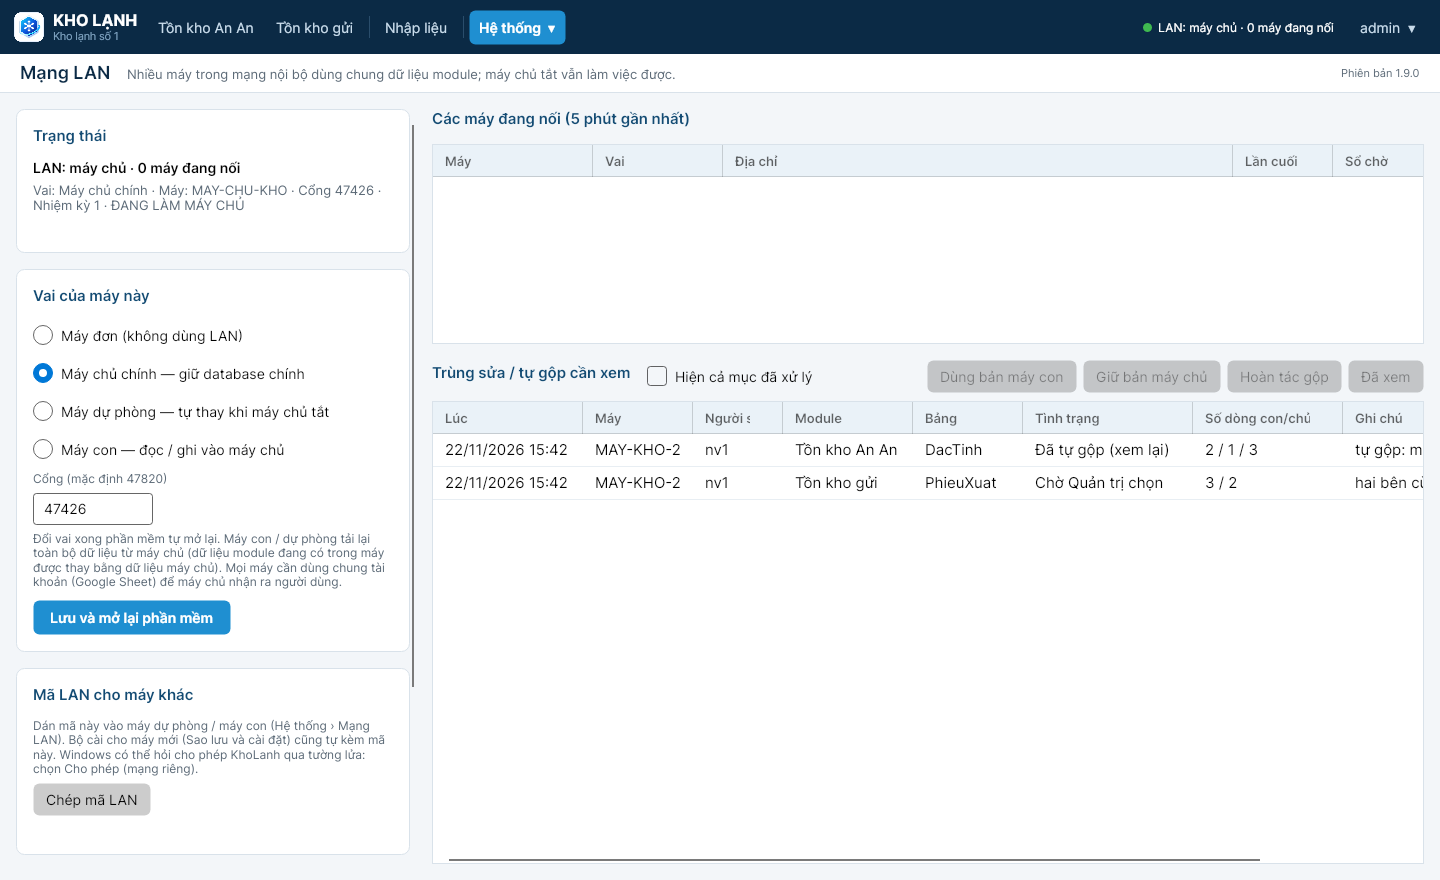 KHO LẠNH
Kho lạnh số 1
Tồn kho An An
Tồn kho gửi
Nhập liệu
Hệ thống ▾
LAN: máy chủ · 0 máy đang nối
admin ▾
Mạng LAN
Nhiều máy trong mạng nội bộ dùng chung dữ liệu module; máy chủ tắt vẫn làm việc được.
Phiên bản 1.9.0
Trạng thái
LAN: máy chủ · 0 máy đang nối
Vai: Máy chủ chính · Máy: MAY-CHU-KHO · Cổng 47426 ·
Nhiệm kỳ 1 · ĐANG LÀM MÁY CHỦ
Vai của máy này
Máy đơn (không dùng LAN)
Máy chủ chính — giữ database chính
Máy dự phòng — tự thay khi máy chủ tắt
Máy con — đọc / ghi vào máy chủ
Cổng (mặc định 47820)
47426
Đổi vai xong phần mềm tự mở lại. Máy con / dự phòng tải lại
toàn bộ dữ liệu từ máy chủ (dữ liệu module đang có trong máy
được thay bằng dữ liệu máy chủ). Mọi máy cần dùng chung tài
khoản (Google Sheet) để máy chủ nhận ra người dùng.
Lưu và mở lại phần mềm
Mã LAN cho máy khác
Dán mã này vào máy dự phòng / máy con (Hệ thống › Mạng
LAN). Bộ cài cho máy mới (Sao lưu và cài đặt) cũng tự kèm mã
này. Windows có thể hỏi cho phép KhoLanh qua tường lửa:
chọn Cho phép (mạng riêng).
Chép mã LAN
Các máy đang nối (5 phút gần nhất)
Máy Vai Địa chỉ Lần cuối Sổ chờ
Trùng sửa / tự gộp cần xem
Hiện cả mục đã xử lý
Dùng bản máy con
Giữ bản máy chủ
Hoàn tác gộp
Đã xem
Lúc Máy Người s Module Bảng Tình trạng Số dòng con/chủ Ghi chú
22/11/2026 15:42 MAY-KHO-2 nv1 Tồn kho An An DacTinh Đã tự gộp (xem lại) 2 / 1 / 3 tự gộp: m
22/11/2026 15:42 MAY-KHO-2 nv1 Tồn kho gửi PhieuXuat Chờ Quản trị chọn 3 / 2 hai bên